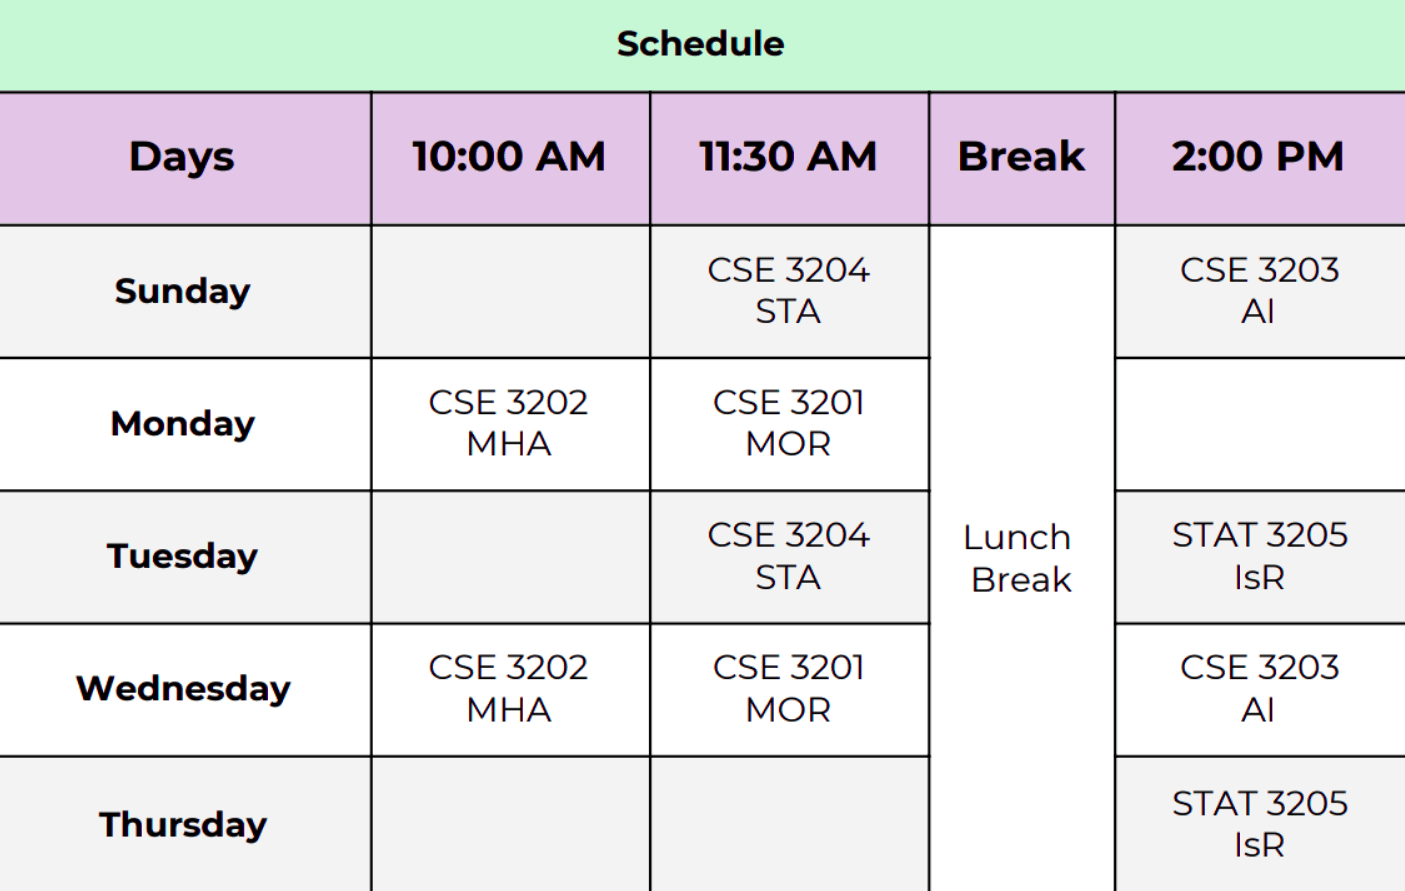 Schedule
Days
10:00 AM
11:30 AM
Break
2:00 PM
Sunday
CSE 3204
STA
CSE 3203
AI
Monday
CSE 3202
MHA
CSE 3201
MOR
Tuesday
CSE 3204
STA
Lunch
Break
STAT 3205
IsR
Wednesday
CSE 3202
MHA
CSE 3201
MOR
CSE 3203
AI
Thursday
STAT 3205
IsR